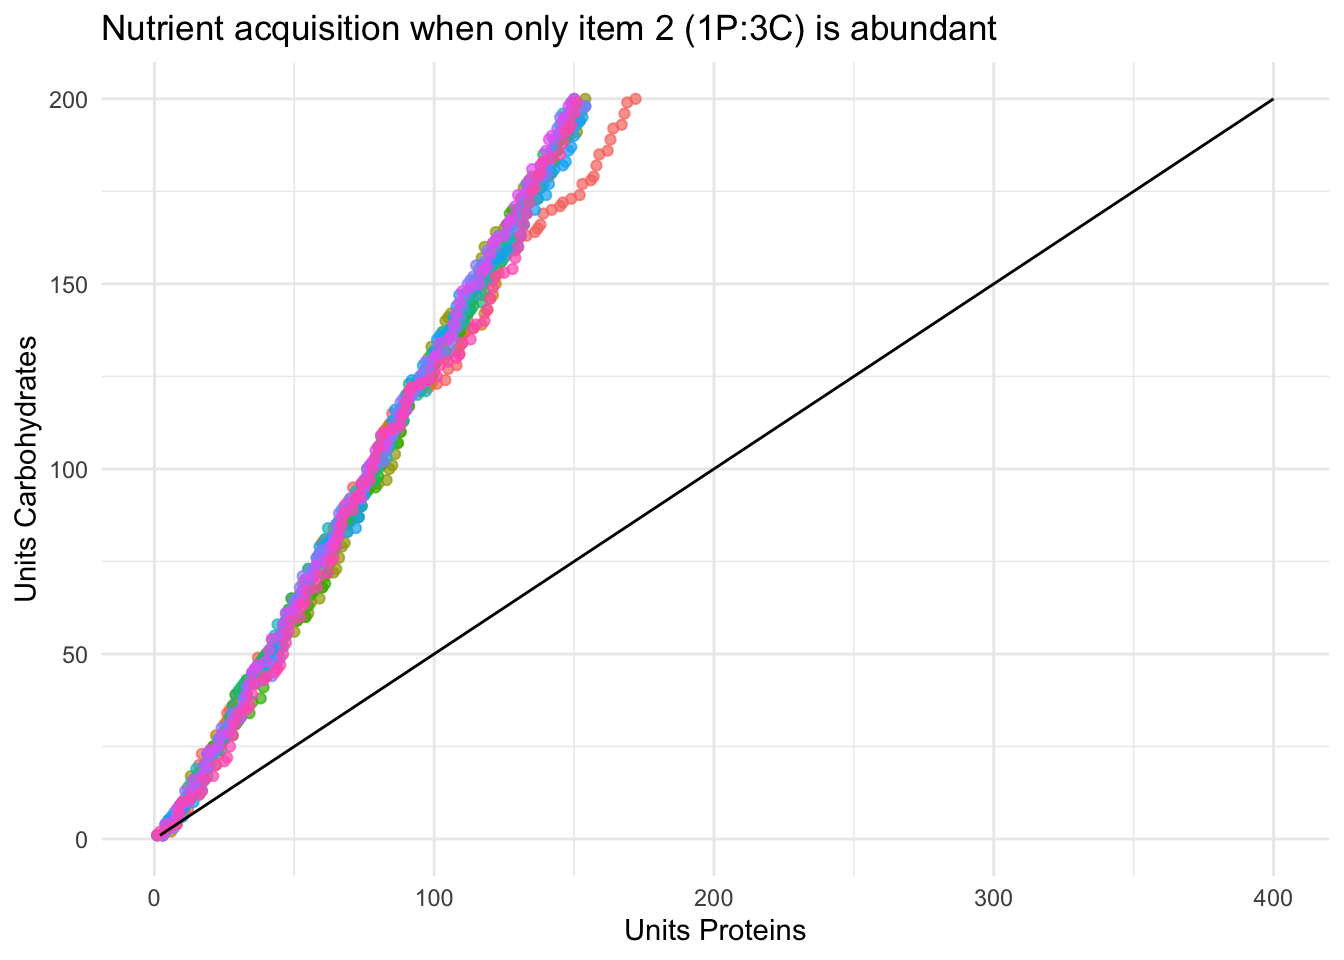 Nutrient acquisition when only item 2 (1P:3C) is abundant
200
150
100
50
0
Units Carbohydrates
0 100 200 300 400
Units Proteins